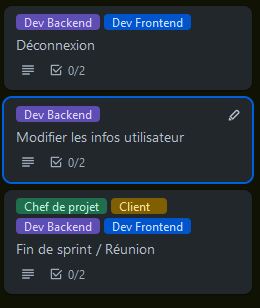 Dev Backend Dev Frontend
Déconnexion
0/2
Dev Backend
Modifier les infos utilisateur
0/2
Chef de projet Client
Dev Backend Dev Frontend
Fin de sprint / Réunion
0/2